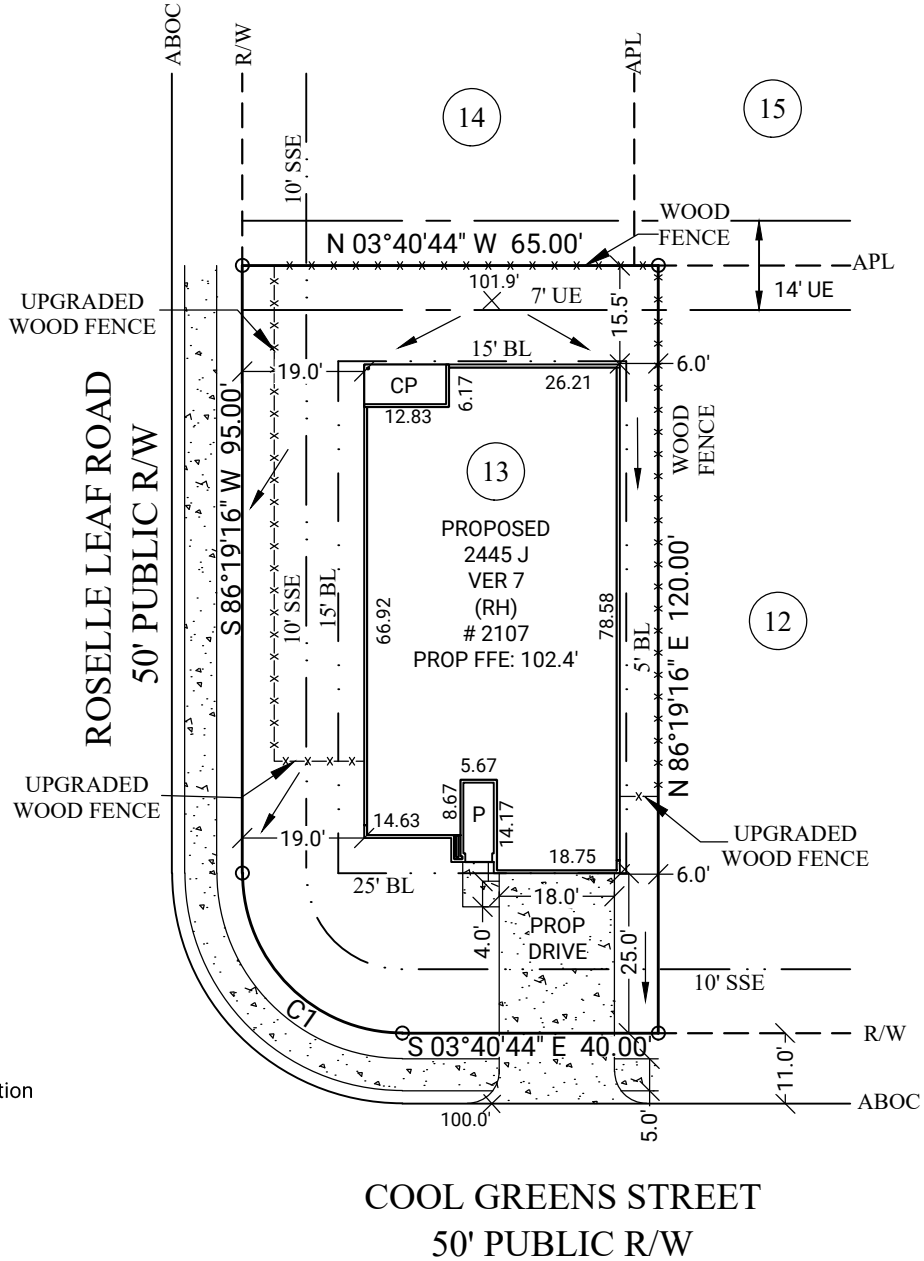 ABOC
R/W
APL
14
15
10' SSE
WOOD
FENCE
N 03°40'44" W 65.00'
APL
101.9'
7' UE
14' UE
UPGRADED
WOOD FENCE
15.5'
15' BL
19.0'
6.0'
CP
26.21
6.17
12.83
WOOD
FENCE
ROSELLE LEAF ROAD
50' PUBLIC R/W
S 86°19'16" W 95.00'
13
PROPOSED
2445 J
VER 7
(RH)
# 2107
PROP FFE: 102.4'
10' SSE
15' BL
66.92
78.58
5' BL
N 86°19'16" E 120.00'
12
UPGRADED
WOOD FENCE
5.67
8.67
P
14.17
14.63
19.0'
18.75
UPGRADED
WOOD FENCE
25' BL
6.0'
18.0'
4.0'
PROP
DRIVE
25.0'
10' SSE
C1
S 03°40'44" E 40.00'
R/W
11.0'
tion
100.0'
5.0'
ABOC
COOL GREENS STREET
50' PUBLIC R/W